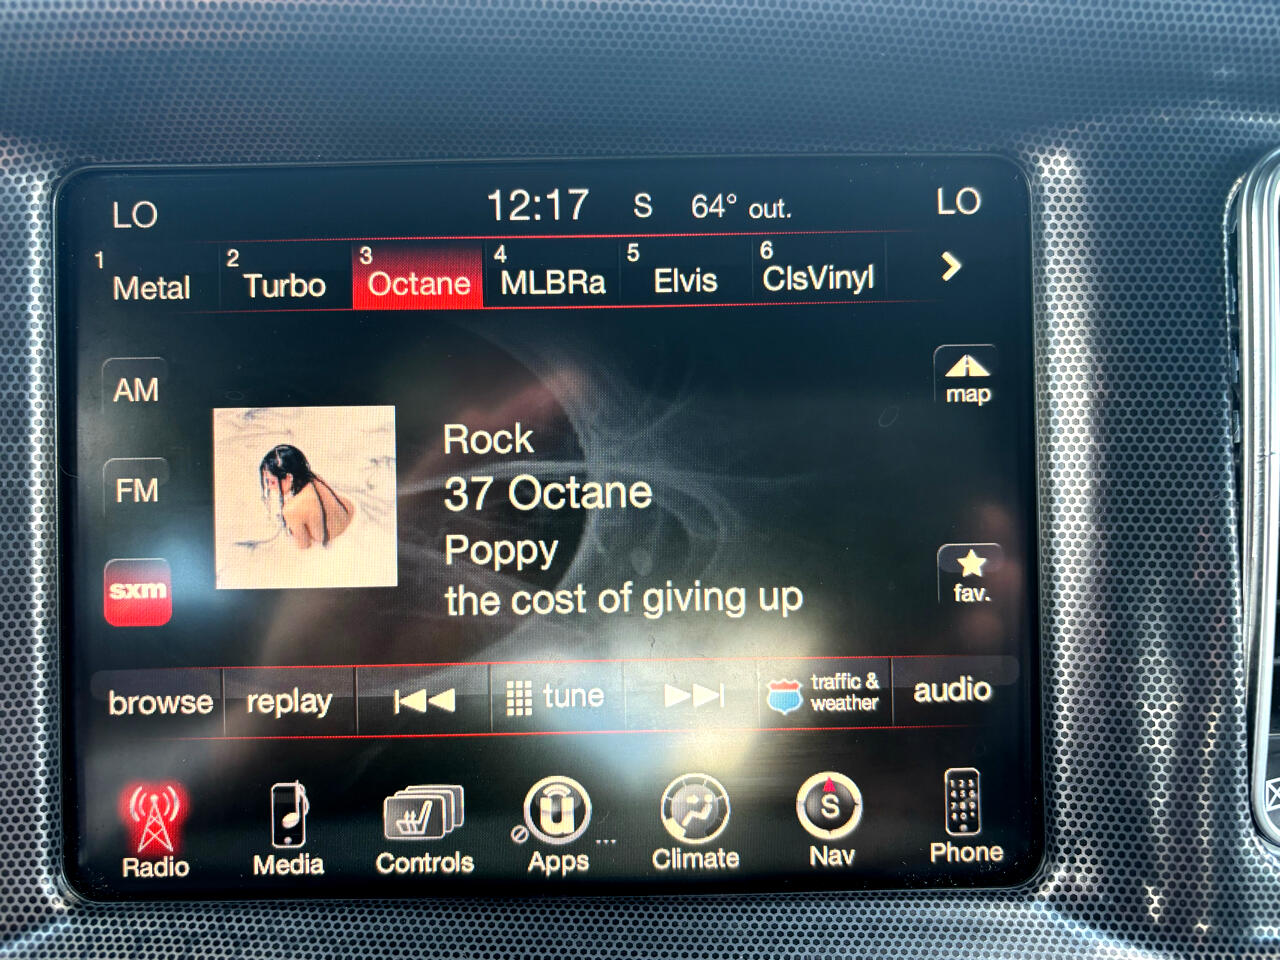 LO 12:17 S 64° out. LO
1 Metal 2 Turbo 3 Octane 4 MLBRa 5 Elvis 6 ClsVinyl
AM
map
Rock
FM
37 Octane
Poppy
sxm
fav.
the cost of giving up
browse replay tune traffic & weather audio
Radio Media Controls Apps Climate S Nav Phone